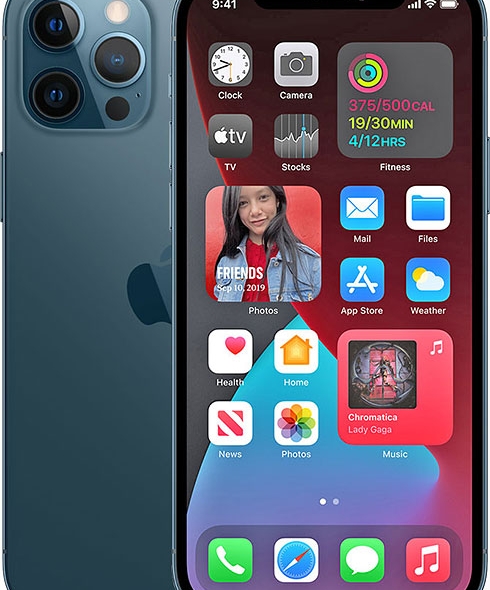 9:41
Clock
Camera
375/500CAL
19/30MIN
4/12HRS
tv
TV
Stocks
Fitness
FRIENDS
Sep 10, 2019
Photos
Mail
Files
App Store
Weather
Health
Home
Chromatica
Lady Gaga
News
Photos
Music